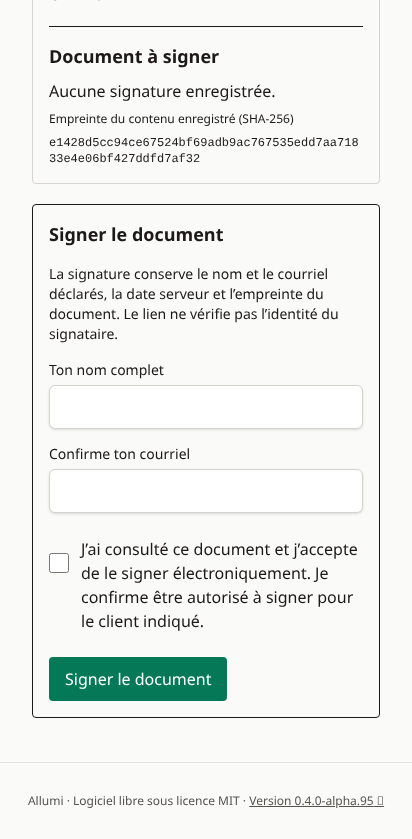 Document à signer
Aucune signature enregistrée.
Empreinte du contenu enregistré (SHA-256)
e1428d5cc94ce67524bf69adb9ac767535edd7aa718
33e4e06bf427ddfd7af32
Signer le document
La signature conserve le nom et le courriel
déclarés, la date serveur et l’empreinte du
document. Le lien ne vérifie pas l’identité du
signataire.
Ton nom complet
Confirme ton courriel
J’ai consulté ce document et j’accepte
de le signer électroniquement. Je
confirme être autorisé à signer pour
le client indiqué.
Signer le document
Allumi · Logiciel libre sous licence MIT · Version 0.4.0-alpha.95